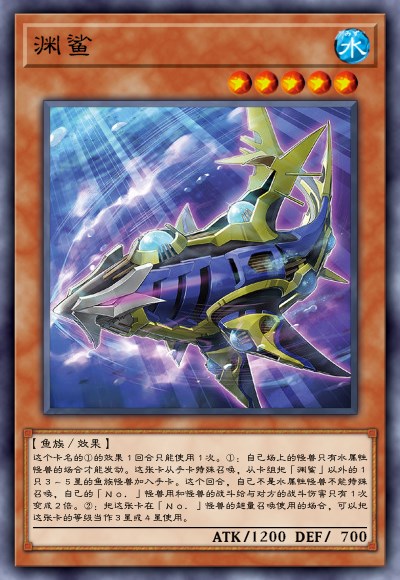 渊鲨
水
【鱼族／效果】
这个卡名的①的效果1回合只能使用1次。①：自己场上的怪兽只有水属性
怪兽的场合才能发动。这张卡从手卡特殊召唤，从卡组把「渊鲨」以外的1
只3～5星的鱼族怪兽加入手卡。这个回合，自己不是水属性怪兽不能特殊
召唤，自己的「No．」怪兽用和怪兽的战斗给与对方的战斗伤害只有1次
变成2倍。②：把这张卡在「No．」怪兽的超量召唤使用的场合，可以把
这张卡的等级当作3星或4星使用。
ATK/1200 DEF/ 700